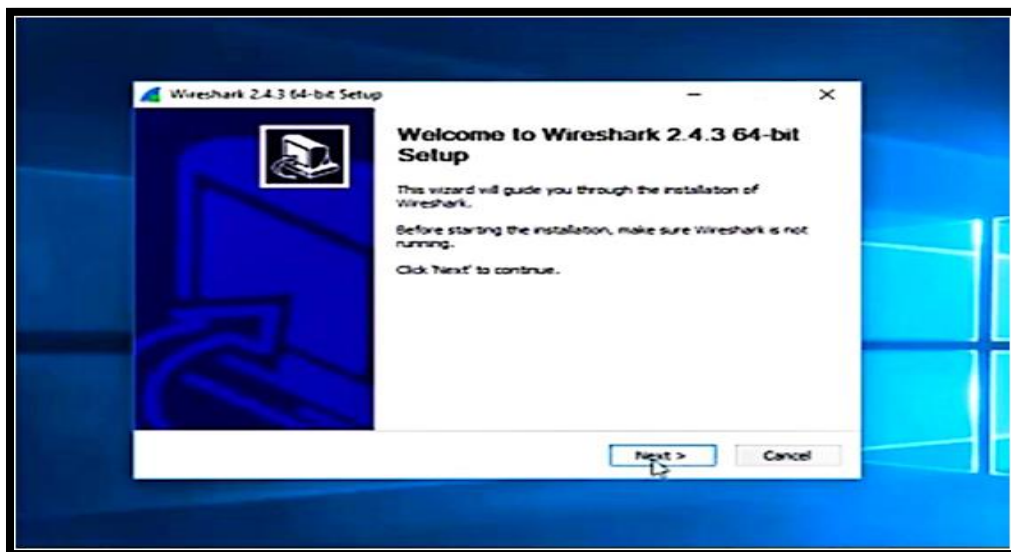 Wireshark 2.4.3 64-bit Setup
Welcome to Wireshark 2.4.3 64-bit
Setup
This wizard will guide you through the installation of
Wireshark.
Before starting the installation, make sure Wireshark is not
running.
Click 'Next' to continue.
Next >
Cancel